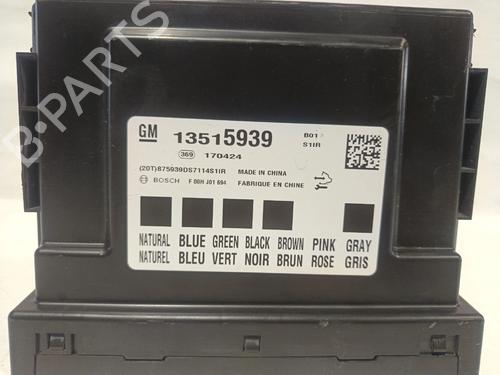 B-PARTS
GM 13515939 B01
S1IR
369 170424
(20T)875939DS7114S1IR MADE IN CHINA
BOSCH F 00H J01 694 FABRIQUE EN CHINE
NATURAL BLUE GREEN BLACK BROWN PINK GRAY
NATUREL BLEU VERT NOIR BRUN ROSE GRIS